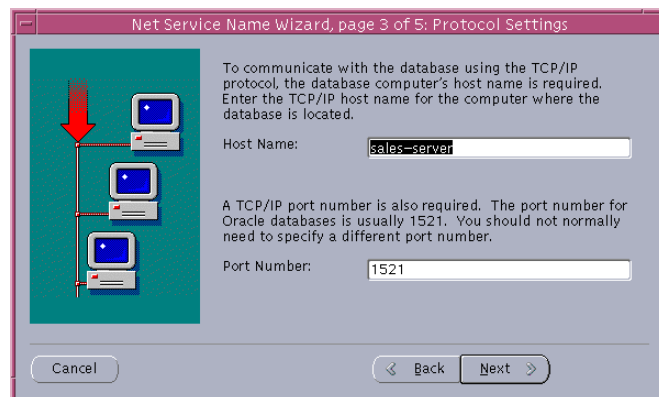 Net Service Name Wizard, page 3 of 5: Protocol Settings
To communicate with the database using the TCP/IP
protocol, the database computer's host name is required.
Enter the TCP/IP host name for the computer where the
database is located.
Host Name:
sales-server
A TCP/IP port number is also required. The port number for
Oracle databases is usually 1521. You should not normally
need to specify a different port number.
Port Number:
1521
Cancel
Back
Next